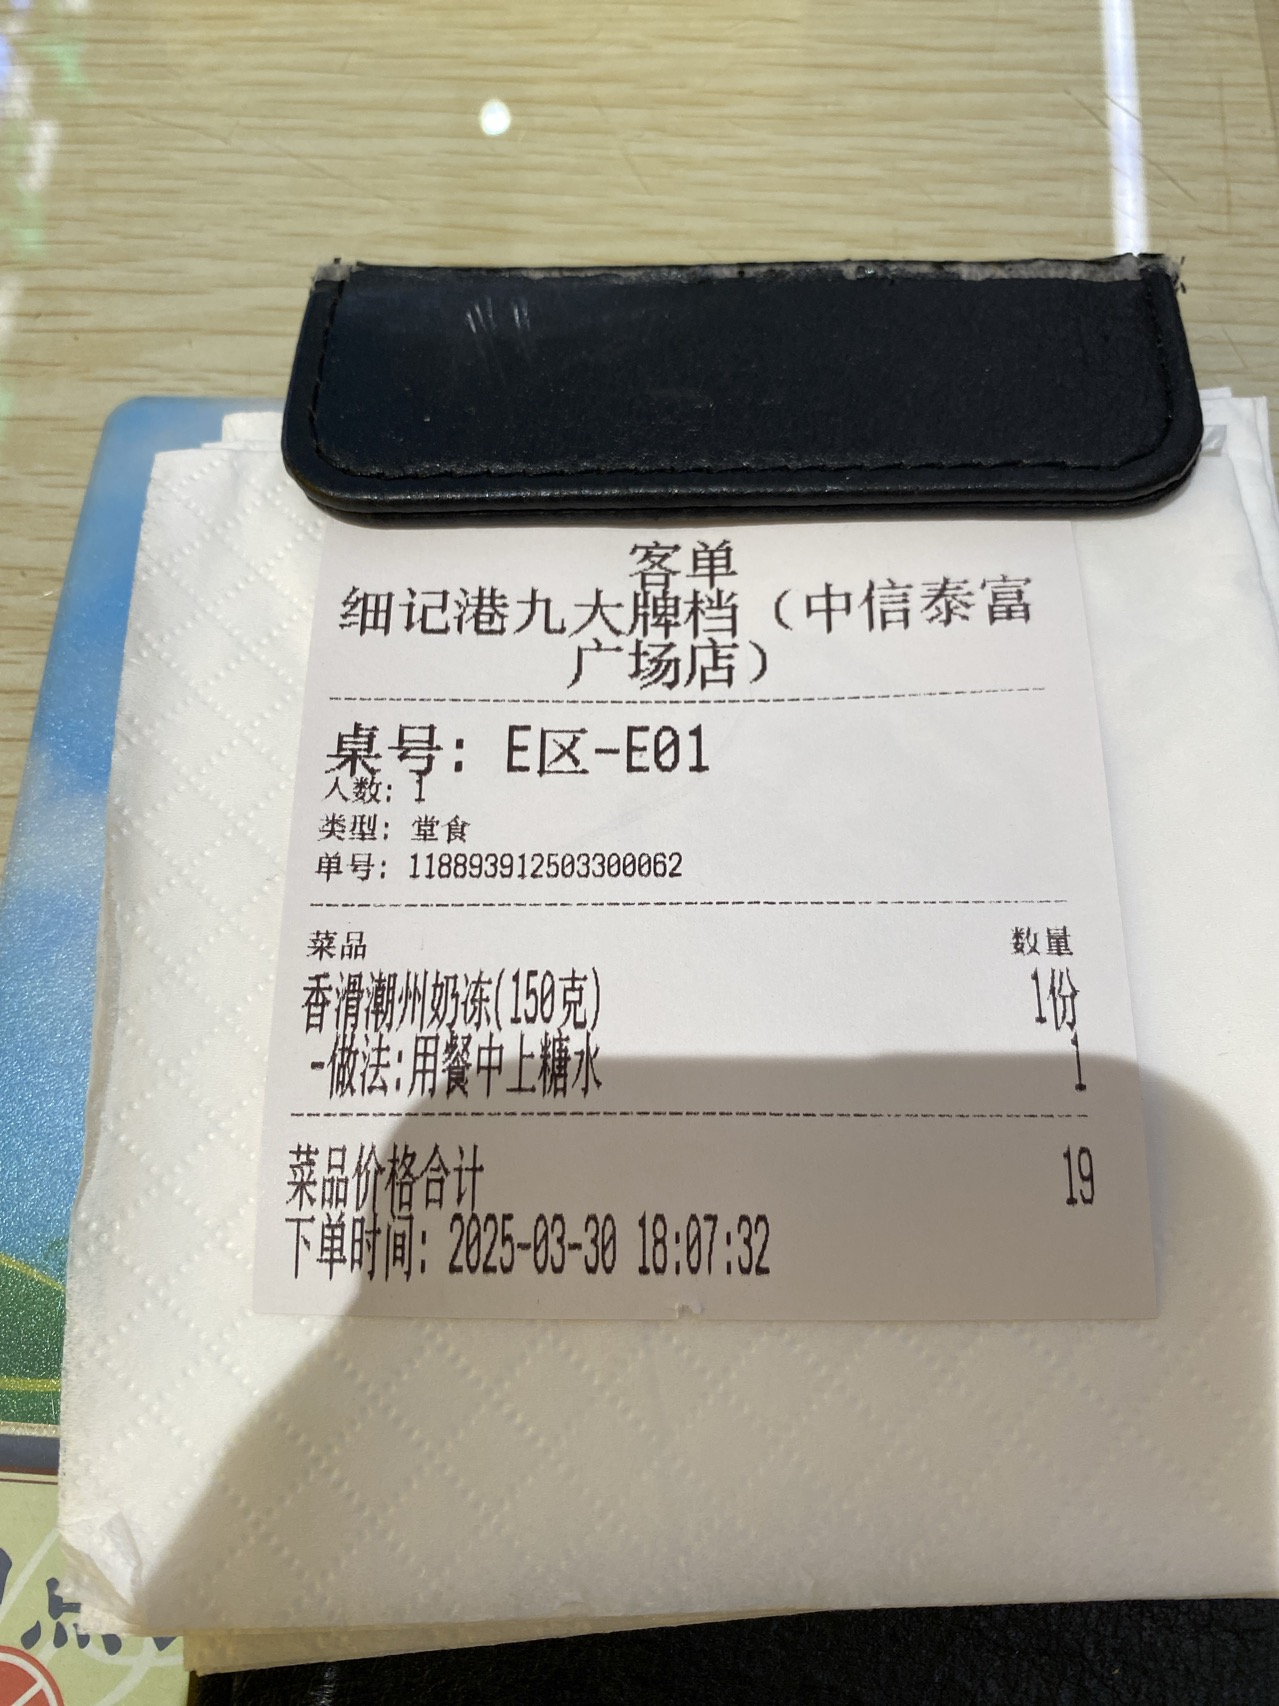 客单
细记港九大牌档（中信泰富
广场店）
桌号: E区-E01
人数: 1
类型: 堂食
单号: 118893912503300062
菜品 数量
香滑潮州奶冻(150克) 1份
-做法:用餐中上糖水 1
菜品价格合计 19
下单时间: 2025-03-30 18:07:32
点